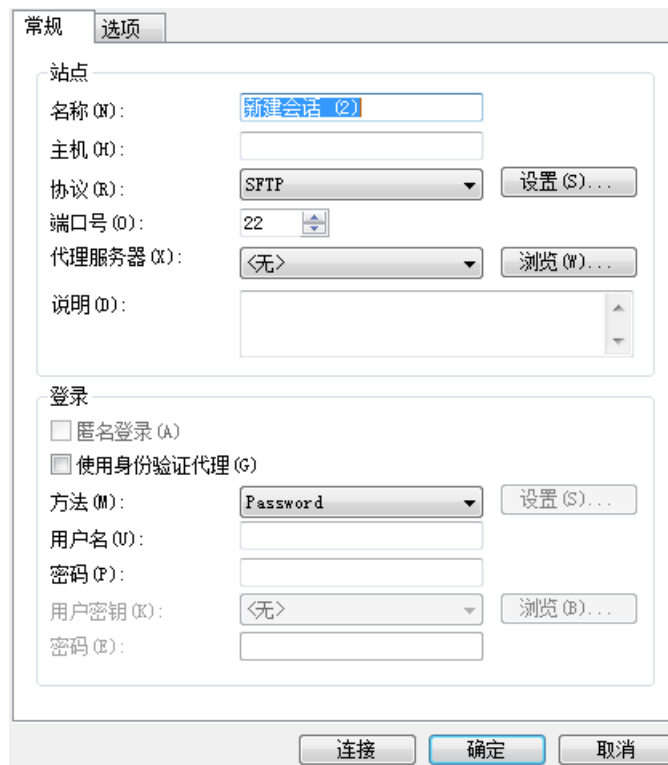 常规 选项
站点
名称(N): 新建会话 (2)
主机(H):
协议(R): SFTP 设置(S)...
端口号(O): 22
代理服务器(X): <无> 浏览(W)...
说明(D):
登录
匿名登录(A)
使用身份验证代理(G)
方法(M): Password 设置(S)...
用户名(U):
密码(P):
用户密钥(K): <无> 浏览(B)...
密码(E):
连接 确定 取消